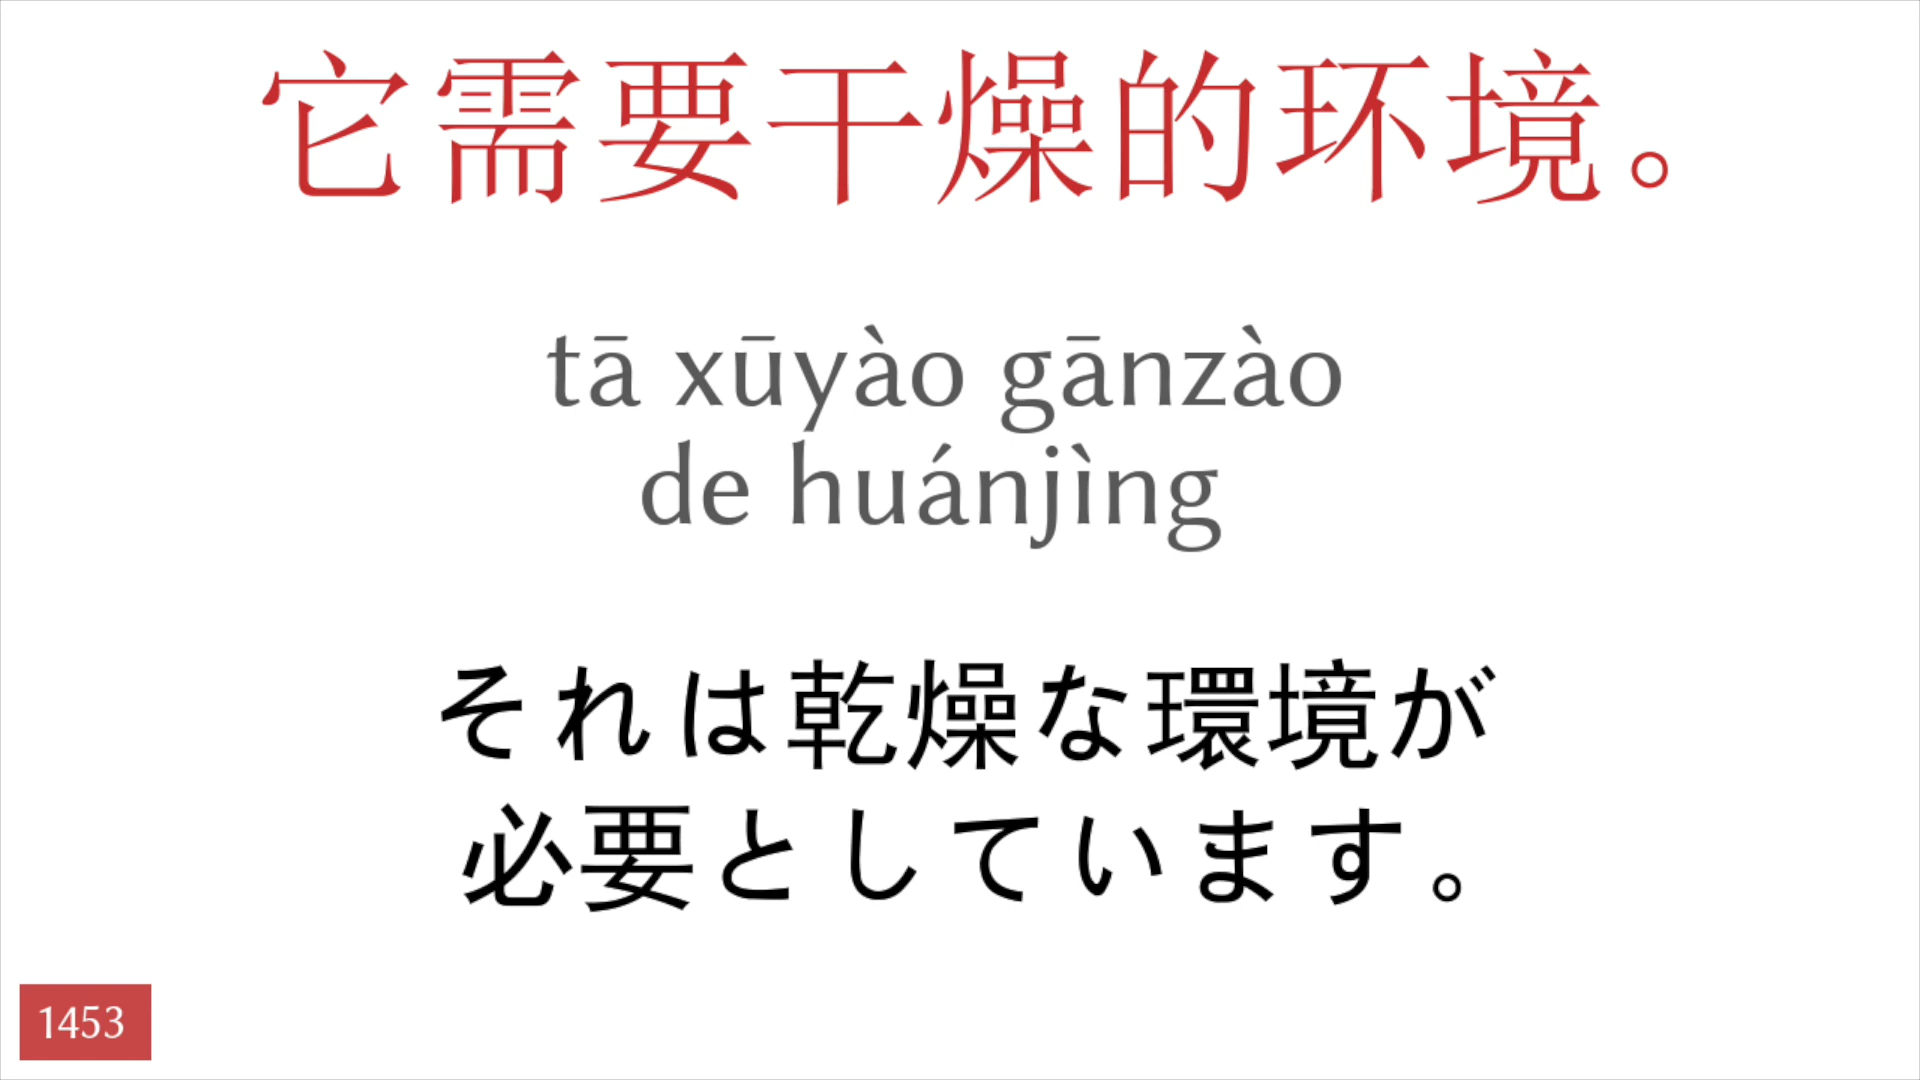 它需要干燥的环境。
tā xūyào gānzào
de huánjìng
それは乾燥な環境が
必要としています。
1453